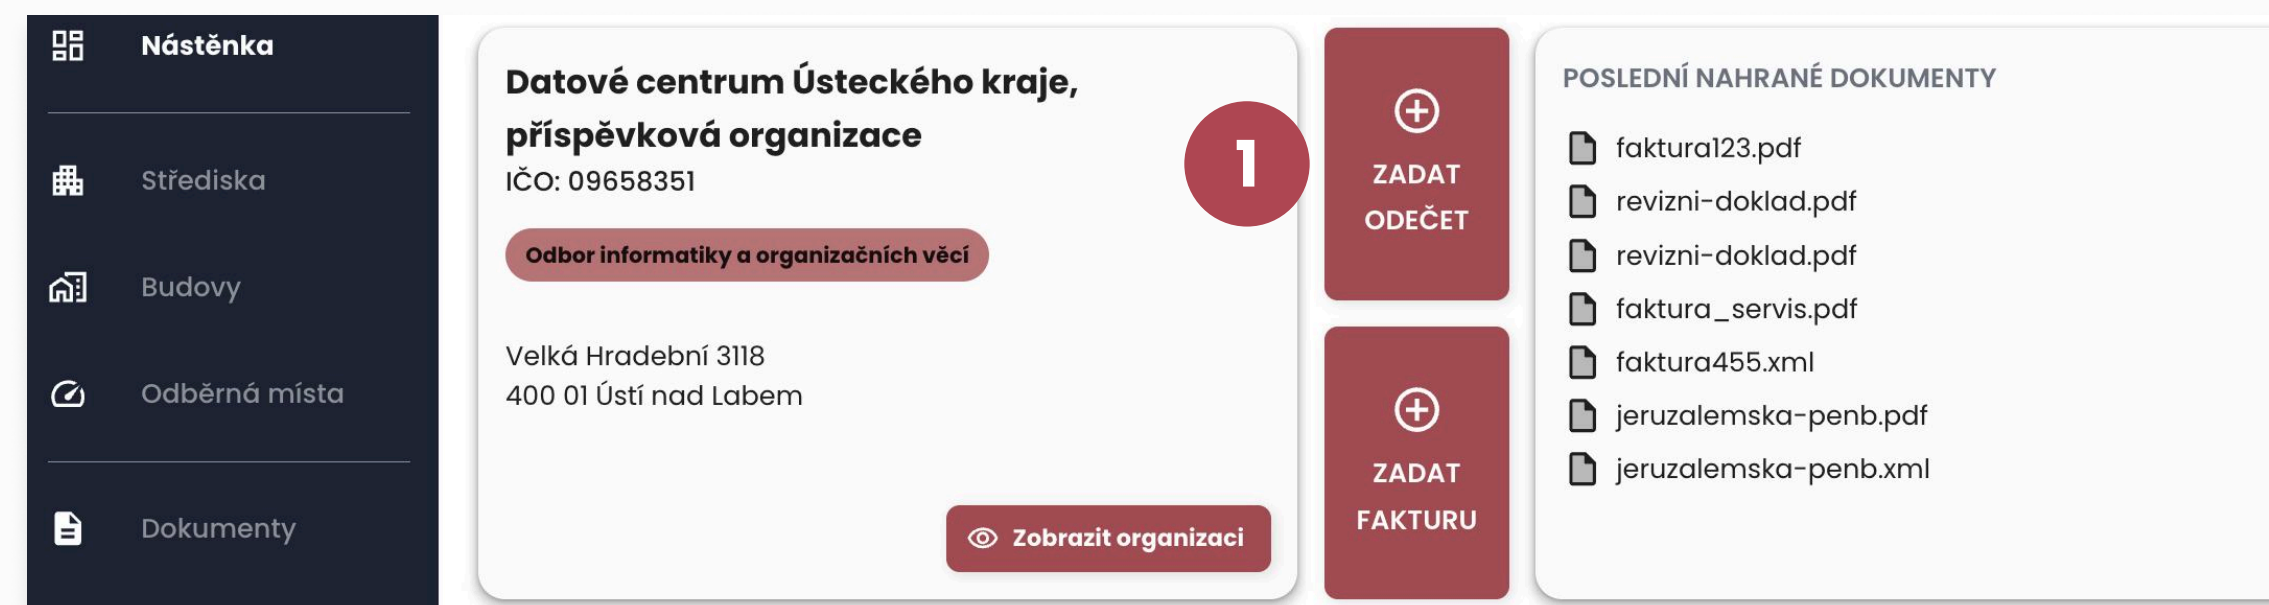 Nástěnka
Střediska
Budovy
Odběrná místa
Dokumenty
Datové centrum Ústeckého kraje,
příspěvková organizace
IČO: 09658351
Odbor informatiky a organizačních věcí
Velká Hradební 3118
400 01 Ústí nad Labem
Zobrazit organizaci
1
ZADAT
ODEČET
ZADAT
FAKTURU
POSLEDNÍ NAHRANÉ DOKUMENTY
faktura123.pdf
revizni-doklad.pdf
revizni-doklad.pdf
faktura_servis.pdf
faktura455.xml
jeruzalemska-penb.pdf
jeruzalemska-penb.xml